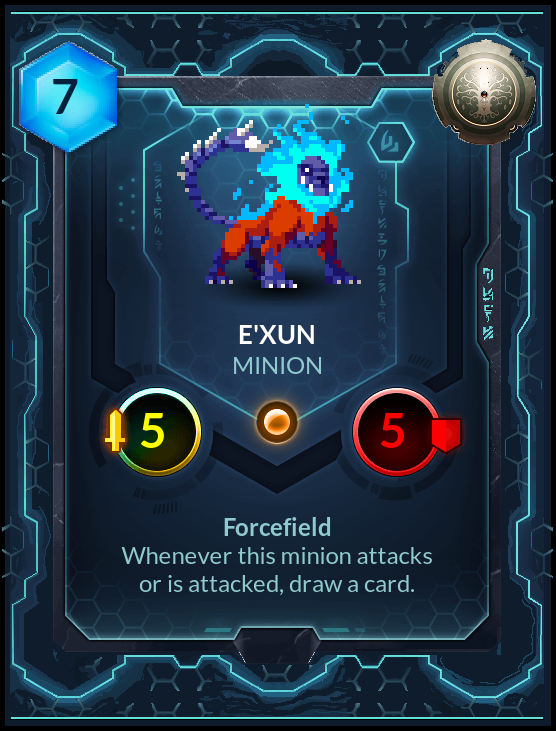 7
E'XUN
MINION
5
5
Forcefield
Whenever this minion attacks
or is attacked, draw a card.